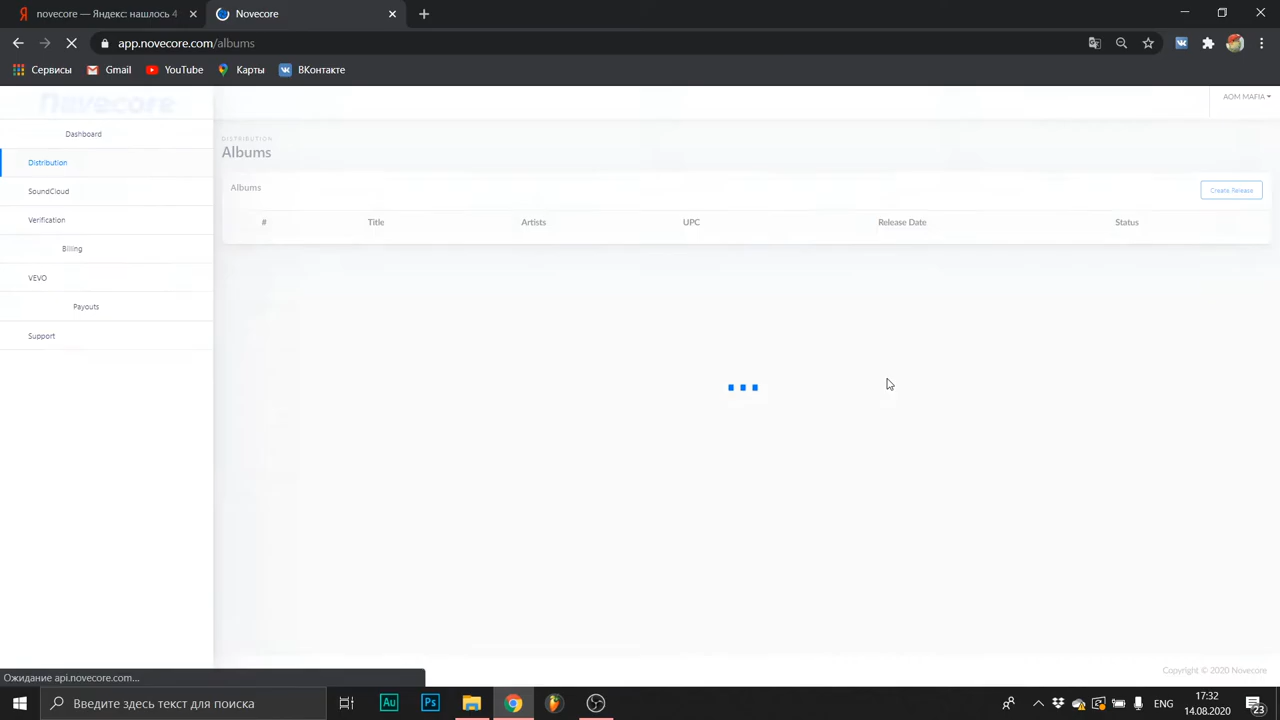 novecore — Яндекс нашлось 4
Novecore
app.novecore.com/albums
Сервисы Gmail YouTube Карты ВКонтакте
Novecore
AOM MAFIA
Dashboard
Distribution
SoundCloud
Verification
Billing
VEVO
Payouts
Support
DISTRIBUTION
Albums
Albums
Create Release
# Title Artists UPC Release Date Status
Copyright © 2020 Novecore
Ожидание api.novecore.com...
Введите здесь текст для поиска
Au
Ps
ENG
17:32
14.08.2020
23